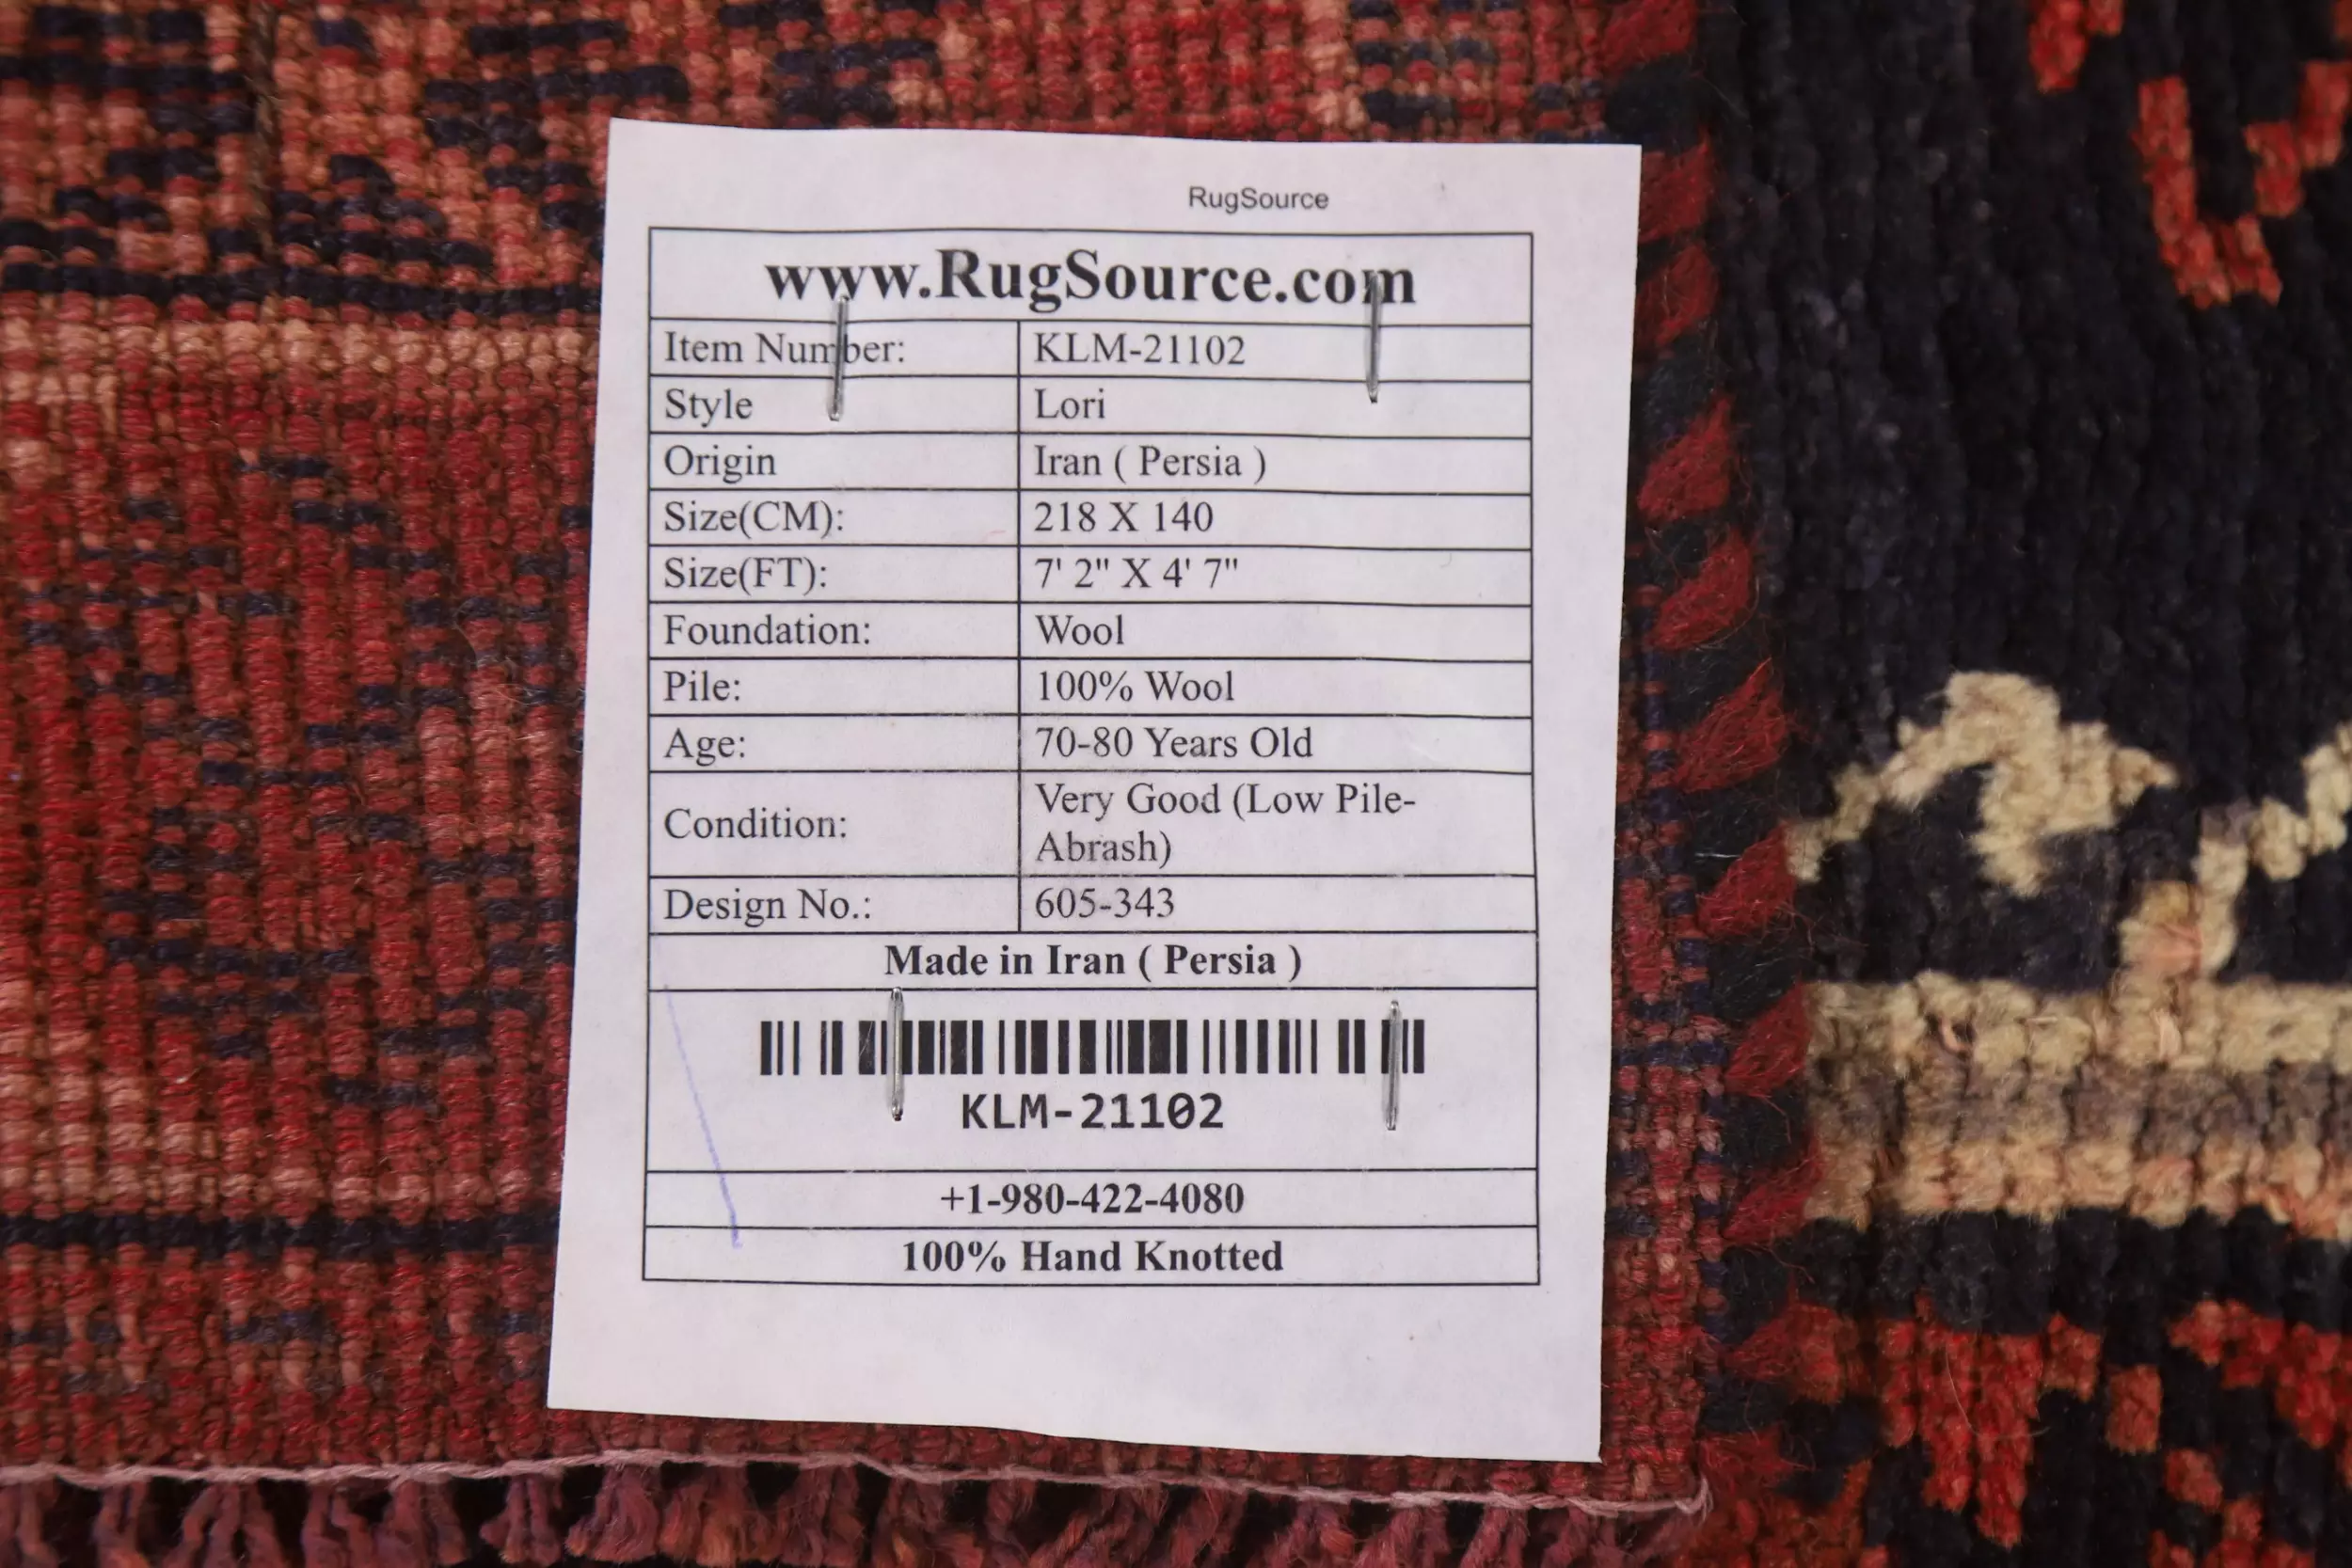 RugSource
www.RugSource.com
Item Number: KLM-21102
Style Lori
Origin Iran ( Persia )
Size(CM): 218 X 140
Size(FT): 7' 2" X 4' 7"
Foundation: Wool
Pile: 100% Wool
Age: 70-80 Years Old
Condition: Very Good (Low Pile-
Abrash)
Design No.: 605-343
Made in Iran ( Persia )
KLM-21102
+1-980-422-4080
100% Hand Knotted